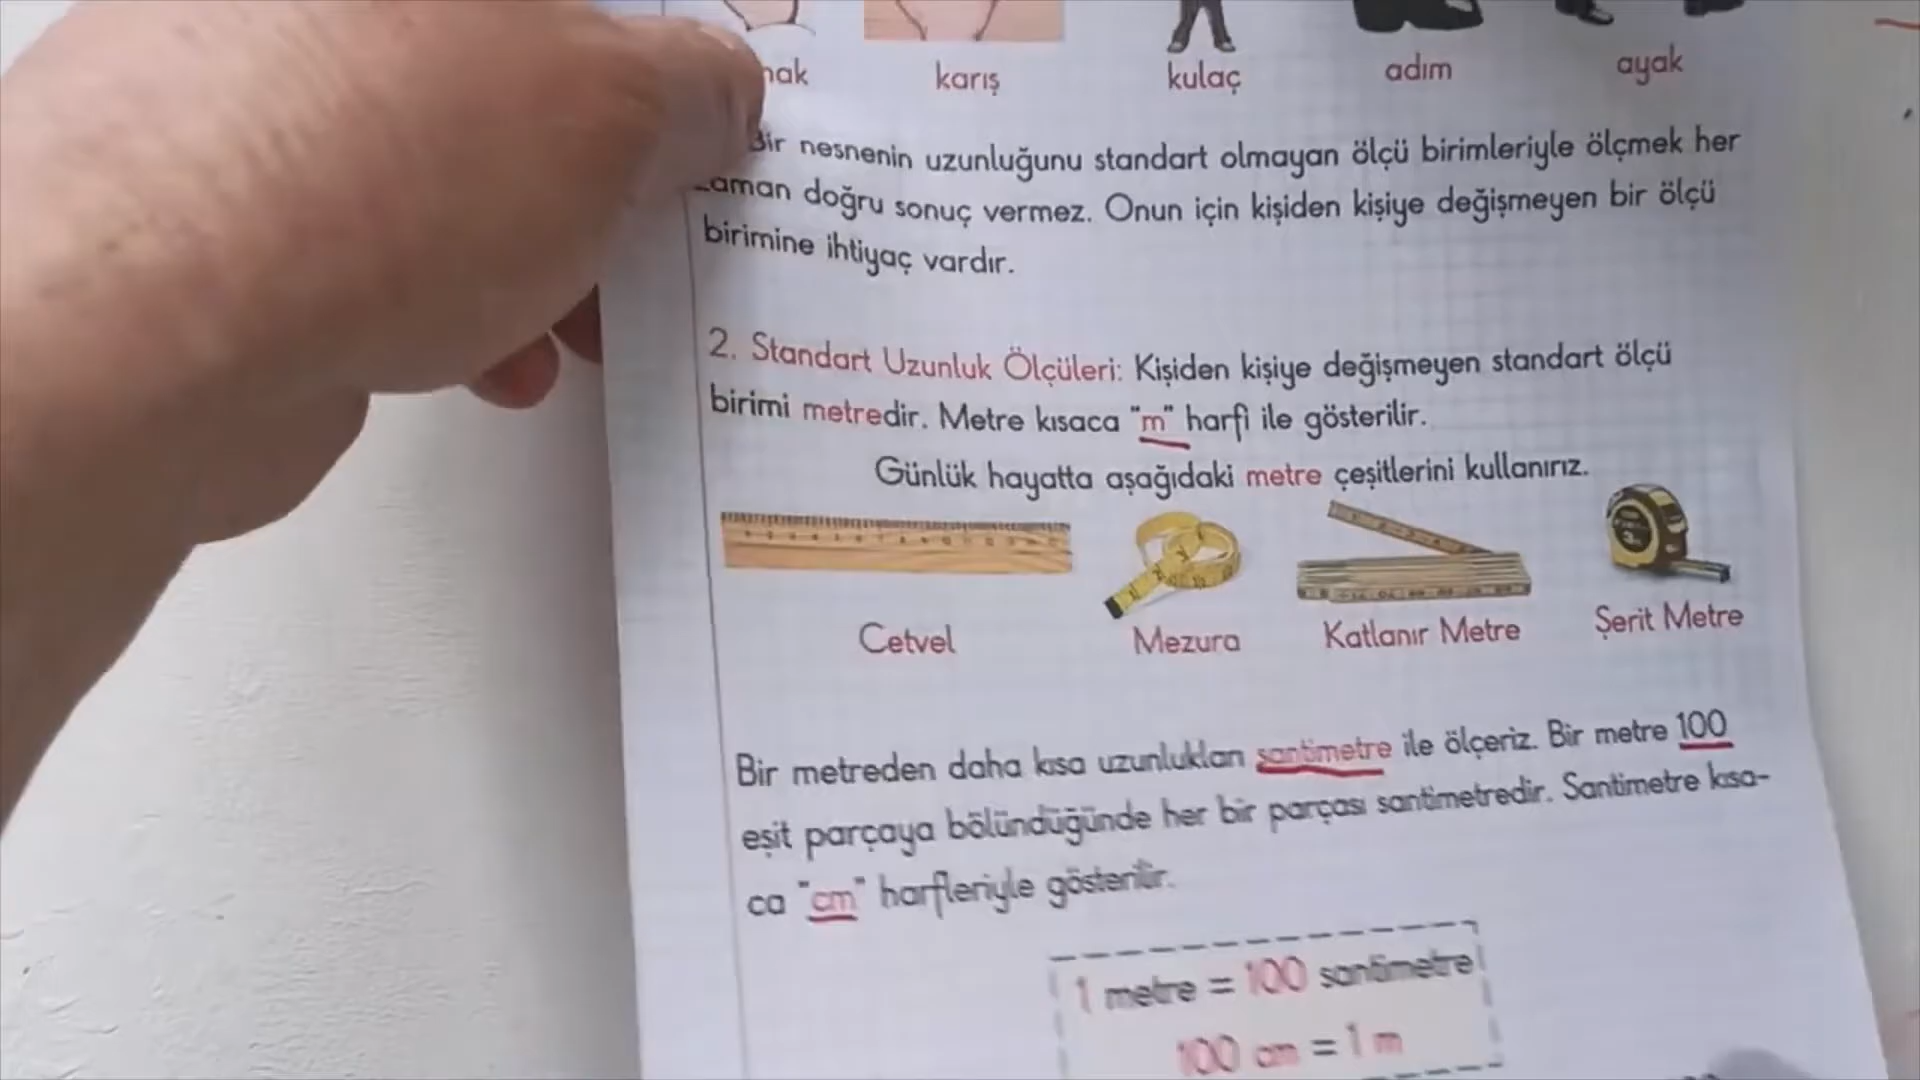 karış kulaç adım ayak
Bir nesnenin uzunluğunu standart olmayan ölçü birimleriyle ölçmek her
zaman doğru sonuç vermez. Onun için kişiden kişiye değişmeyen bir ölçü
birimine ihtiyaç vardır.
2. Standart Uzunluk Ölçüleri: Kişiden kişiye değişmeyen standart ölçü
birimi metredir. Metre kısaca "m" harfi ile gösterilir.
Günlük hayatta aşağıdaki metre çeşitlerini kullanırız.
Cetvel Mezura Katlanır Metre Şerit Metre
Bir metreden daha kısa uzunlukları santimetre ile ölçeriz. Bir metre 100
eşit parçaya bölündüğünde her bir parçası santimetredir. Santimetre kısa-
ca "cm" harfleriyle gösterilir.
1 metre = 100 santimetre
100 cm = 1 m